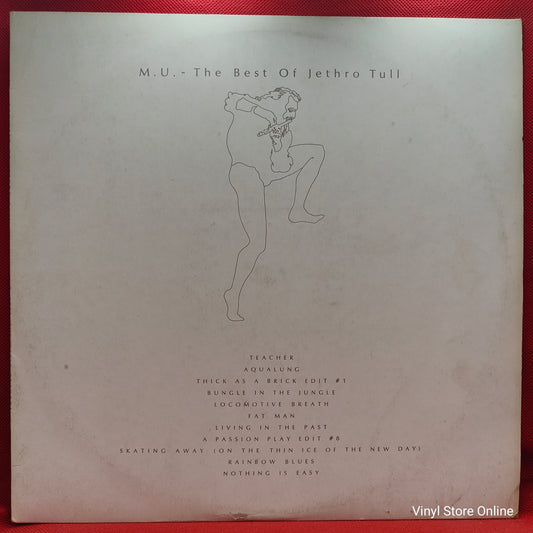 M.U. - The Best Of Jethro Tull
TEACHER
AQUALUNG
THICK AS A BRICK EDIT #1
BUNGLE IN THE JUNGLE
LOCOMOTIVE BREATH
FAT MAN
LIVING IN THE PAST
A PASSION PLAY EDIT #8
SKATING AWAY (ON THE THIN ICE OF THE NEW DAY)
RAINBOW BLUES
NOTHING IS EASY
Vinyl Store Online